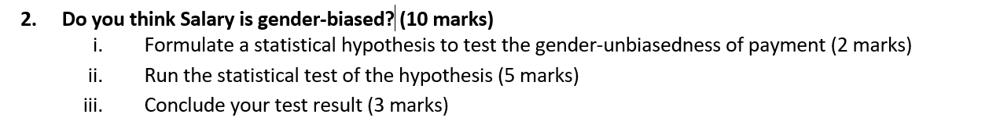 2. Do you think Salary is gender-biased? (10 marks)
i. Formulate a statistical hypothesis to test the gender-unbiasedness of payment (2 marks)
ii. Run the statistical test of the hypothesis (5 marks)
iii. Conclude your test result (3 marks)